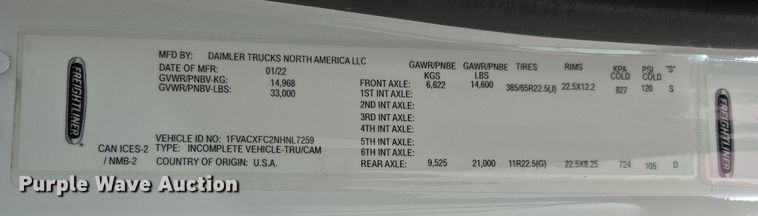 FREIGHTLINER
MFD BY: DAIMLER TRUCKS NORTH AMERICA LLC
DATE OF MFR: 01/22
GVWR/PNBV-KG: 14,968
GVWR/PNBV-LBS: 33,000
VEHICLE ID NO: 1FVACXFC2NHNL7259
CAN ICES-2 TYPE: INCOMPLETE VEHICLE-TRU/CAM
/ NMB-2 COUNTRY OF ORIGIN: U.S.A.
GAWR/PNBE GAWR/PNBE TIRES RIMS KPA PSI "S"
KGS LBS COLD COLD
FRONT AXLE: 6,622 14,600 385/65R22.5(J) 22.5X12.2 827 120 S
1ST INT AXLE:
2ND INT AXLE:
3RD INT AXLE:
4TH INT AXLE:
5TH INT AXLE:
6TH INT AXLE:
REAR AXLE: 9,525 21,000 11R22.5(G) 22.5X8.25 724 105 D
FREIGHTLINER
Purple Wave Auction